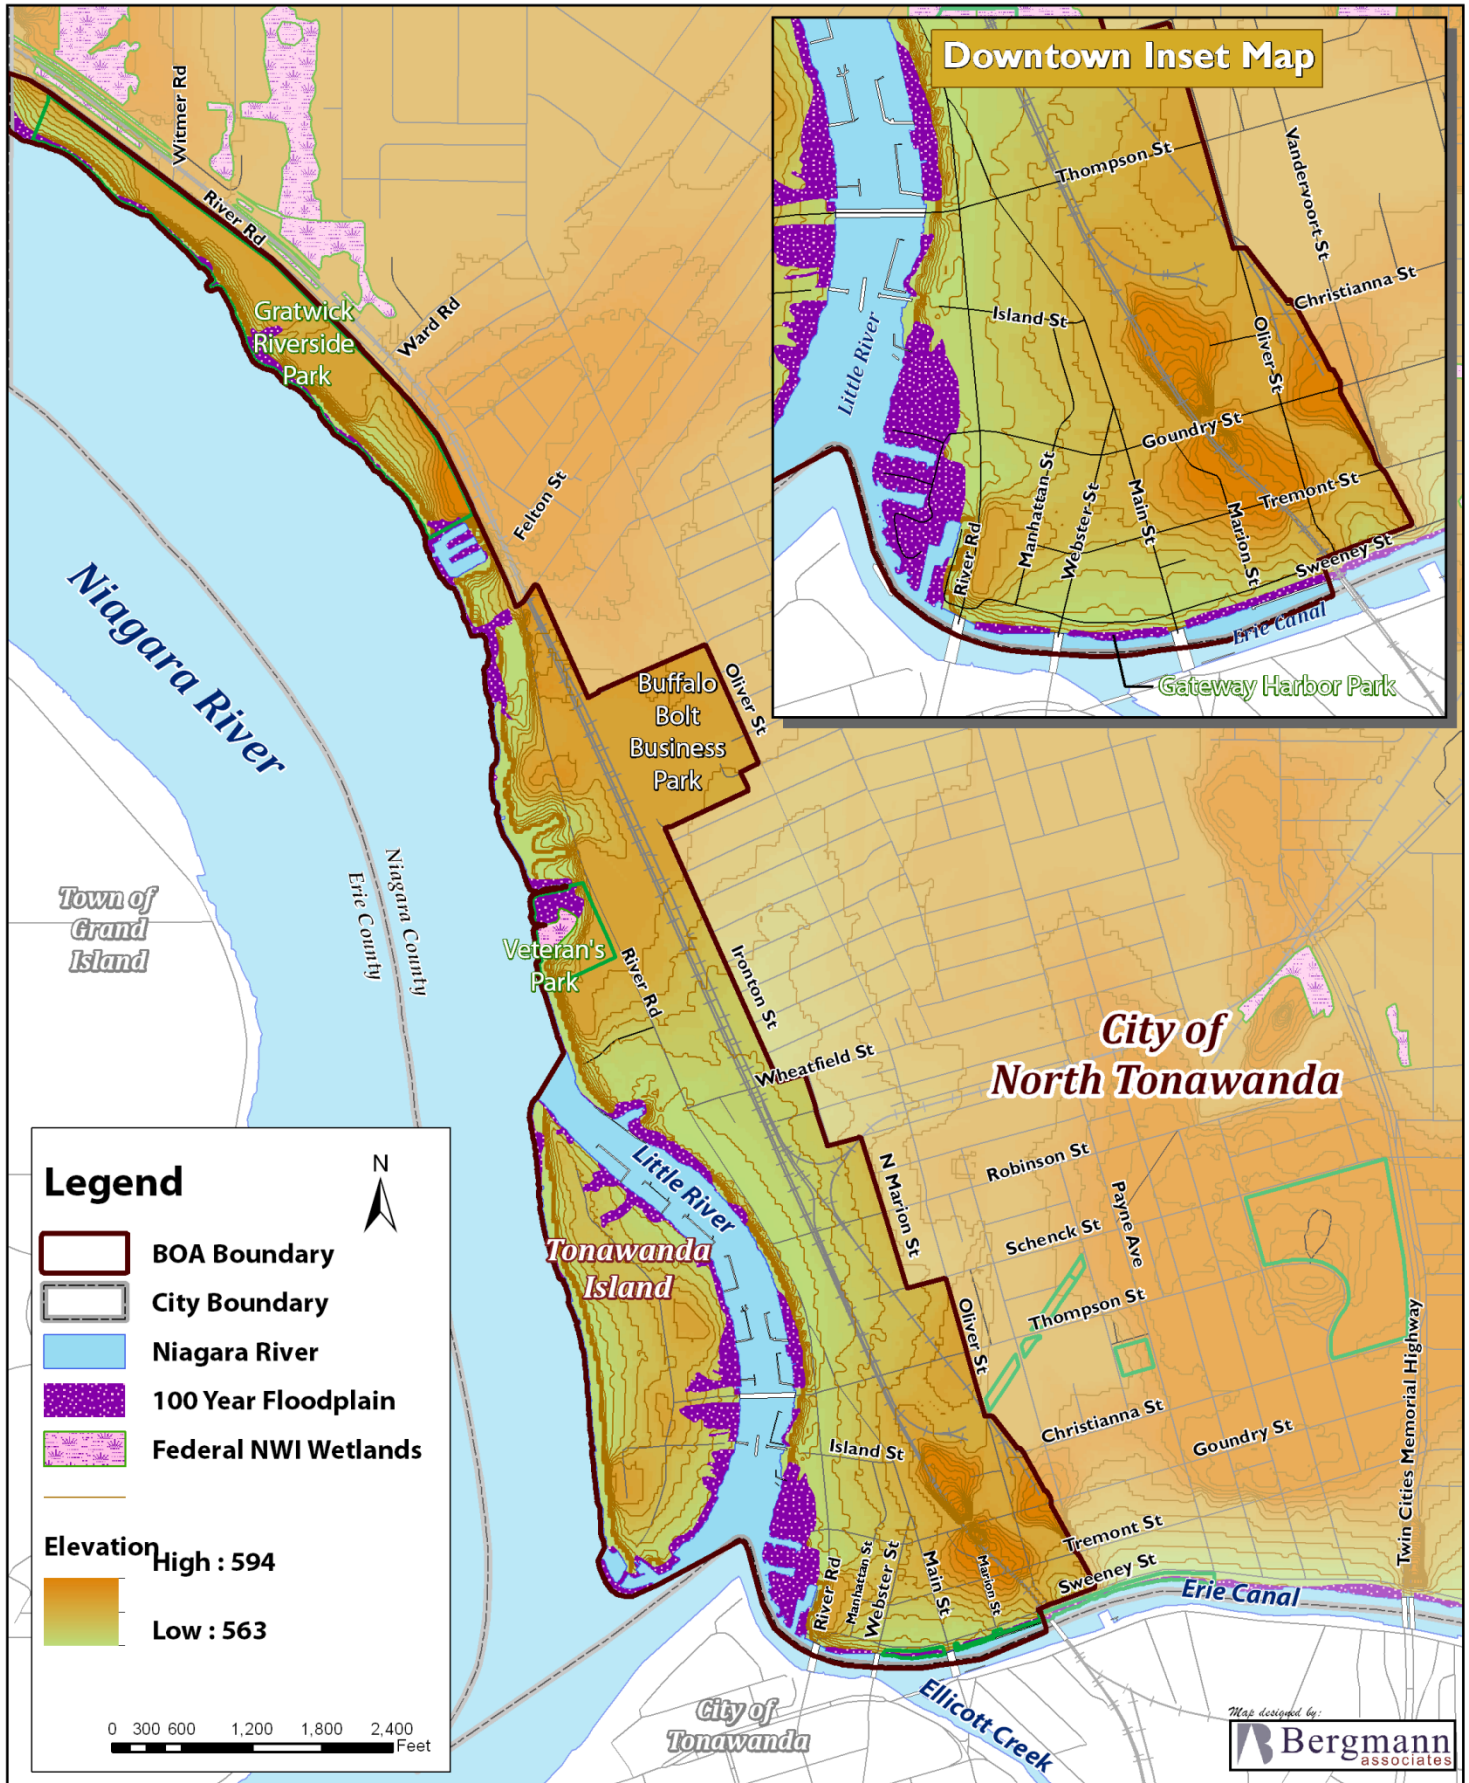 Downtown Inset Map
Thompson St
Vandervoort St
Christianna St
Island St
Oliver St
Little River
Goundry St
Manhattan St
Webster St
Main St
Tremont St
Marion St
River Rd
Sweeney St
Erie Canal
Gateway Harbor Park
Witmer Rd
River Rd
Gratwick
Riverside
Park
Ward Rd
Felton St
Niagara River
Buffalo
Bolt
Business
Park
Oliver St
Niagara County
Erie County
Town of
Grand
Island
Veteran's
Park
River Rd
Ironton St
Wheatfield St
City of
North Tonawanda
Little River
Tonawanda
Island
N Marion St
Robinson St
Payne Ave
Schenck St
Thompson St
Oliver St
Christianna St
Goundry St
Twin Cities Memorial Highway
Island St
Tremont St
Sweeney St
River Rd
Manhattan St
Webster St
Main St
Marion St
Erie Canal
Ellicott Creek
City of
Tonawanda
Legend
N
BOA Boundary
City Boundary
Niagara River
100 Year Floodplain
Federal NWI Wetlands
Elevation
High : 594
Low : 563
0 300 600 1,200 1,800 2,400
Feet
Map designed by:
Bergmann
associates